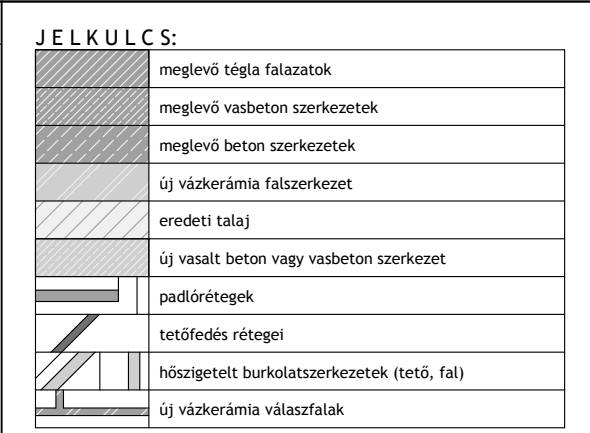 JELKULCS:
meglevő tégla falazatok
meglevő vasbeton szerkezetek
meglevő beton szerkezetek
új vázkerámia falszerkezet
eredeti talaj
új vasalt beton vagy vasbeton szerkezet
padlórétegek
tetőfedés rétegei
hőszigetelt burkolatszerkezetek (tető, fal)
új vázkerámia válaszfalak